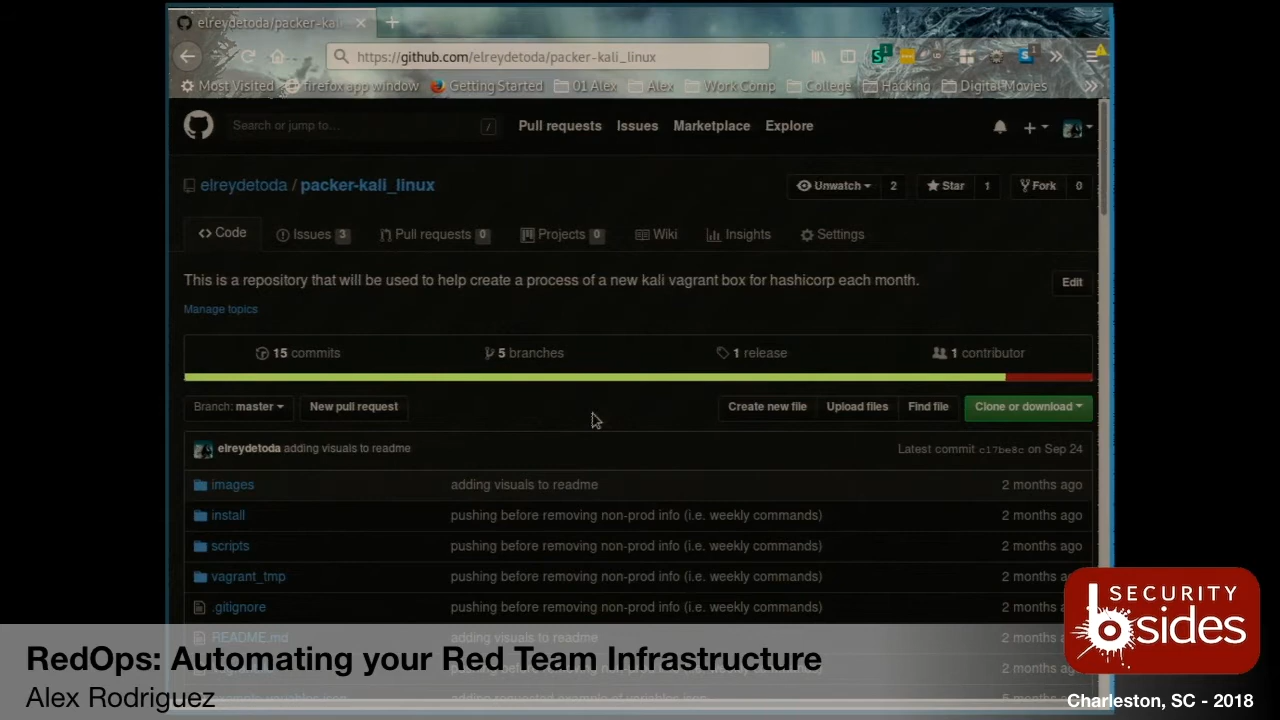 elreydetoda/packer-kal
https://github.com/elreydetoda/packer-kali_linux
Most Visited firefox app window Getting Started 01 Alex Alex Work Comp College Hacking Digital Movies
Search or jump to... / Pull requests Issues Marketplace Explore
elreydetoda / packer-kali_linux Unwatch 2 Star 1 Fork 0
Code Issues 3 Pull requests 0 Projects 0 Wiki Insights Settings
This is a repository that will be used to help create a process of a new kali vagrant box for hashicorp each month. Edit
Manage topics
15 commits 5 branches 1 release 1 contributor
Branch: master New pull request Create new file Upload files Find file Clone or download
elreydetoda adding visuals to readme Latest commit c17be8c on Sep 24
images adding visuals to readme 2 months ago
install pushing before removing non-prod info (i.e. weekly commands) 2 months ago
scripts pushing before removing non-prod info (i.e. weekly commands) 2 months ago
vagrant_tmp pushing before removing non-prod info (i.e. weekly commands) 2 months a
.gitignore pushing before removing non-prod info (i.e. weekly commands) 2 months a
README.md adding visuals to readme 2 months a
SECURITY
bsides
RedOps: Automating your Red Team Infrastructure
Alex Rodriguez
Charleston, SC - 2018